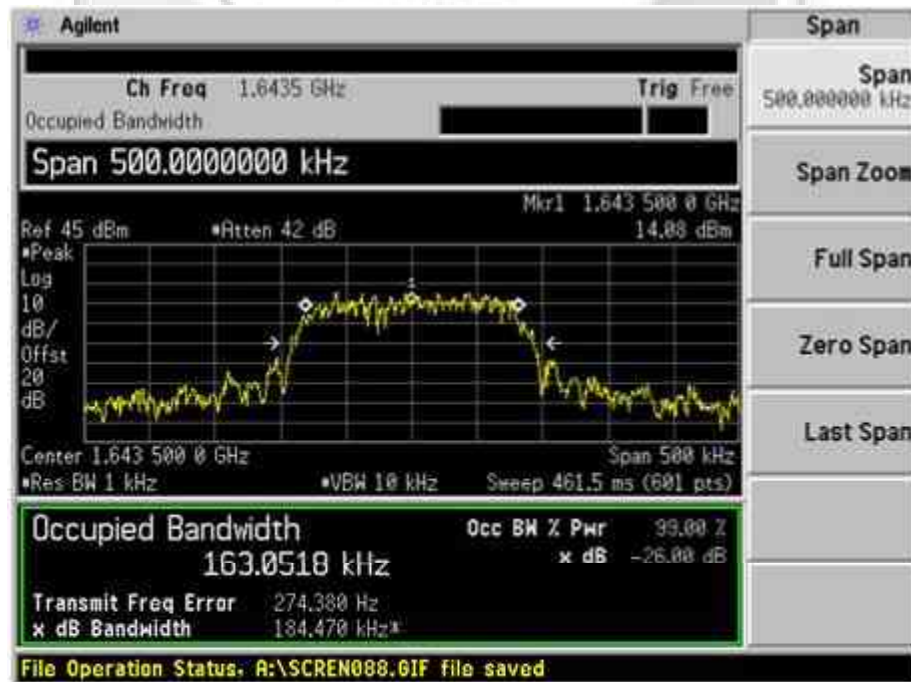 Agilent
Span
Ch Freq 1.6435 GHz Trig Free
Occupied Bandwidth
Span 500.0000000 kHz
Mkr1 1.643 500 0 GHz
Ref 45 dBm *Atten 42 dB 14.08 dBm
*Peak
Log
10
dB/
Offst
20
dB
1
Center 1.643 500 0 GHz Span 500 kHz
*Res BW 1 kHz *VBW 10 kHz Sweep 461.5 ms (601 pts)
Occupied Bandwidth
163.0518 kHz
Occ BW % Pwr 99.00 %
x dB -26.00 dB
Transmit Freq Error 274.380 Hz
x dB Bandwidth 184.470 kHz*
File Operation Status, A:\SCREN088.GIF file saved
Span
500.000000 kHz
Span Zoom
Full Span
Zero Span
Last Span